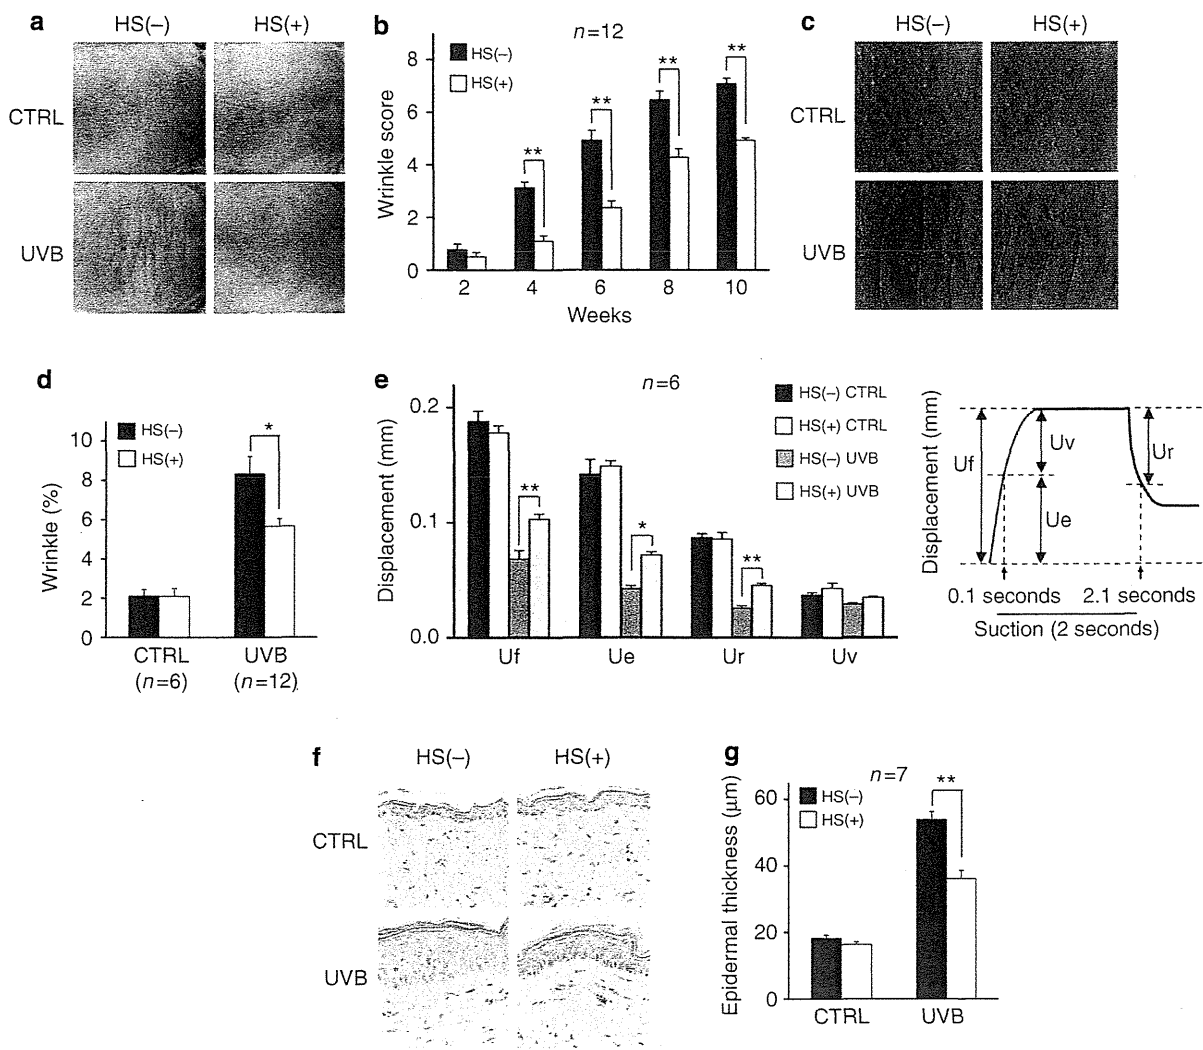 a
HS(–) HS(+)
CTRL
UVB
b
n=12
HS(–)
HS(+)
Wrinkle score
8
6
4
2
0
** ** ** **
2 4 6 8 10
Weeks
c
HS(–) HS(+)
CTRL
UVB
d
HS(–)
HS(+)
Wrinkle (%)
10
8
6
4
2
0
*
CTRL UVB
(n=6) (n=12)
e
n=6
HS(–) CTRL
HS(+) CTRL
HS(–) UVB
HS(+) UVB
Displacement (mm)
0.2
0.1
0.0
** * **
Uf Ue Ur Uv
Displacement (mm)
Uf Uv Ur
Ue
0.1 seconds 2.1 seconds
Suction (2 seconds)
f
HS(–) HS(+)
CTRL
UVB
g
n=7
HS(–)
HS(+)
Epidermal thickness (μm)
60
40
20
0
**
CTRL UVB